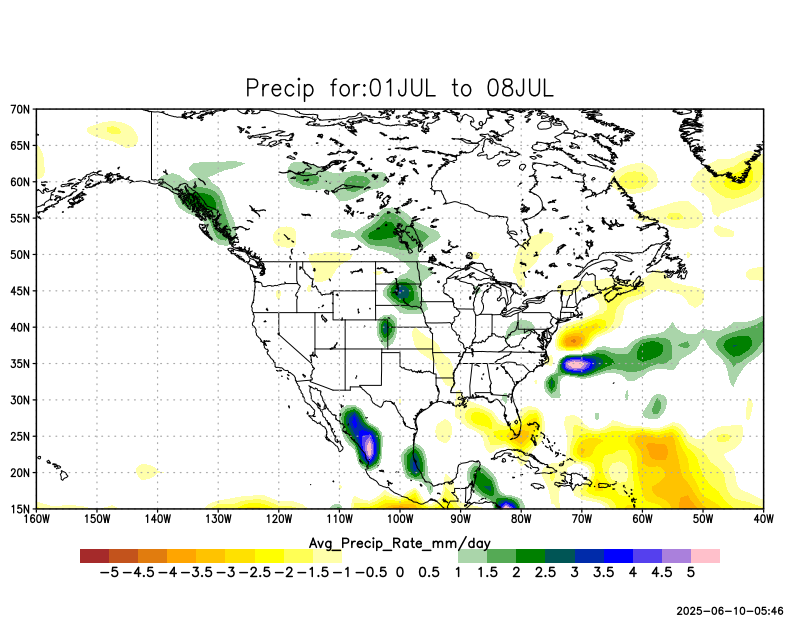 Precip for:01JUL to 08JUL
70N
65N
60N
55N
50N
45N
40N
35N
30N
25N
20N
15N
160W 150W 140W 130W 120W 110W 100W 90W 80W 70W 60W 50W 40W
Avg_Precip_Rate_mm/day
−5 −4.5 −4 −3.5 −3 −2.5 −2 −1.5 −1 −0.5 0 0.5 1 1.5 2 2.5 3 3.5 4 4.5 5
2025-06-10-05:46